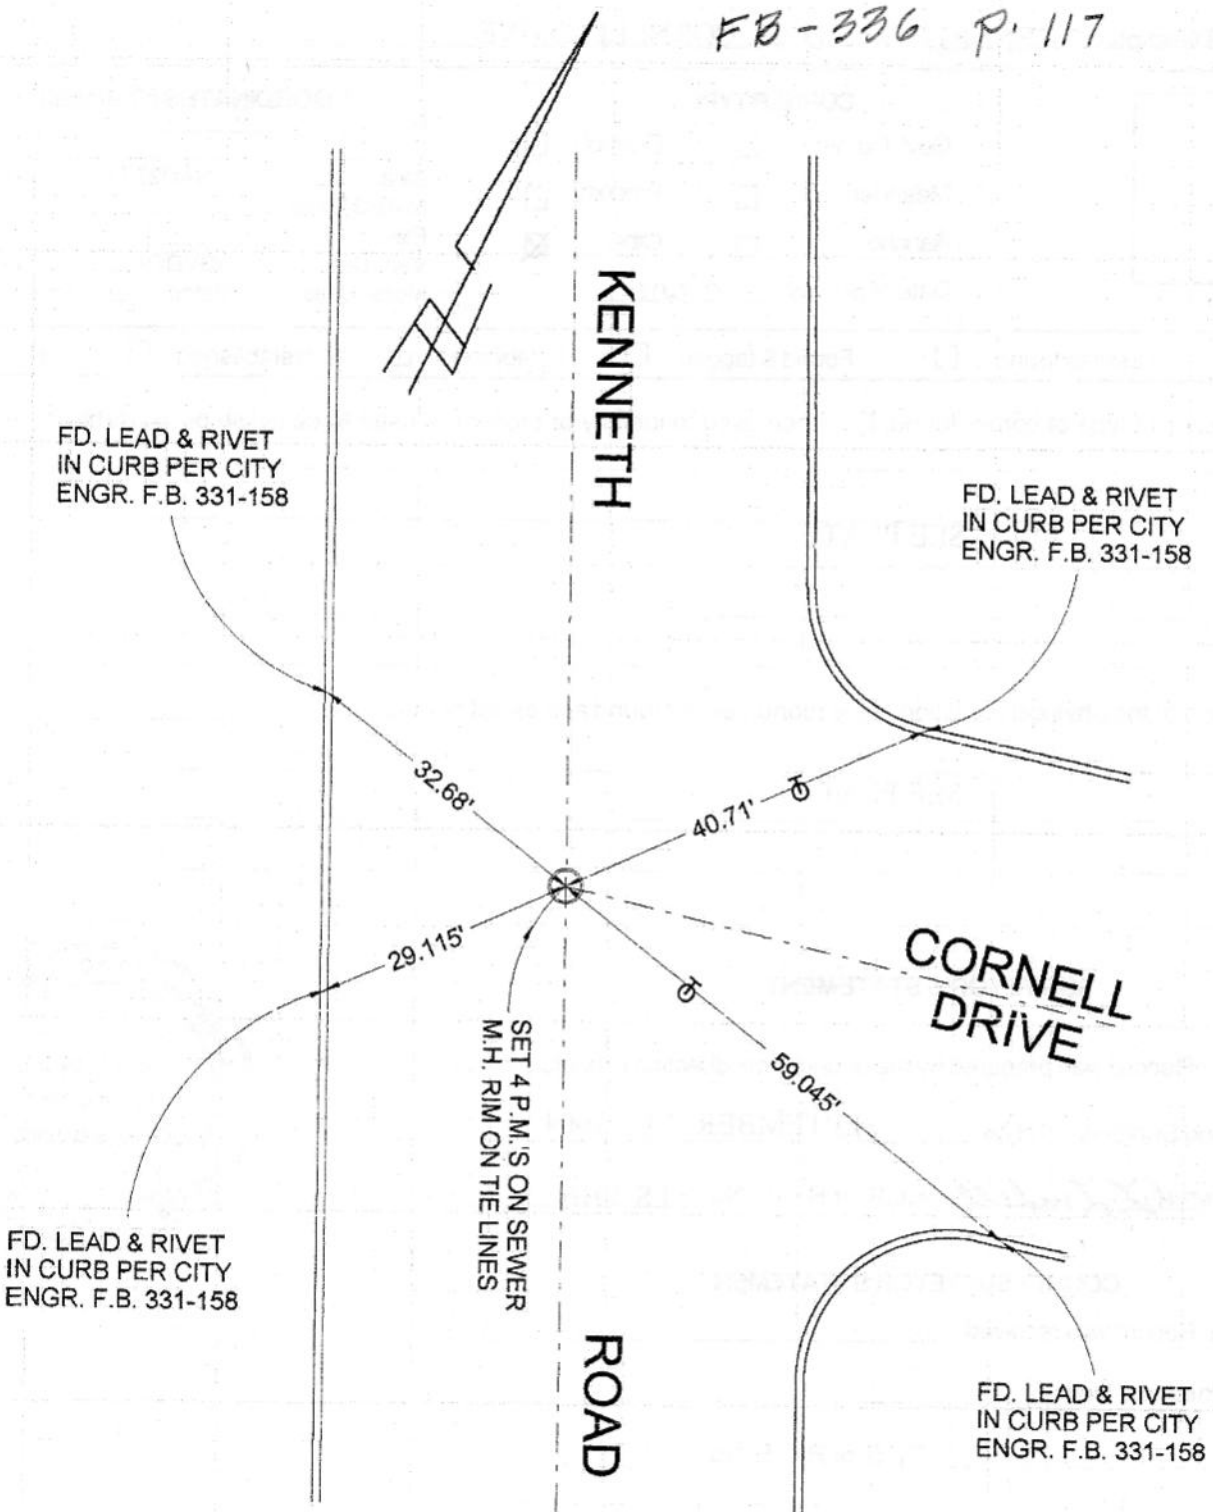 FB-336 P. 117
KENNETH
FD. LEAD & RIVET
IN CURB PER CITY
ENGR. F.B. 331-158
FD. LEAD & RIVET
IN CURB PER CITY
ENGR. F.B. 331-158
32.68'
40.71'
29.115'
CORNELL
DRIVE
SET 4 P.M.'S ON SEWER
M.H. RIM ON TIE LINES
59.045'
FD. LEAD & RIVET
IN CURB PER CITY
ENGR. F.B. 331-158
ROAD
FD. LEAD & RIVET
IN CURB PER CITY
ENGR. F.B. 331-158